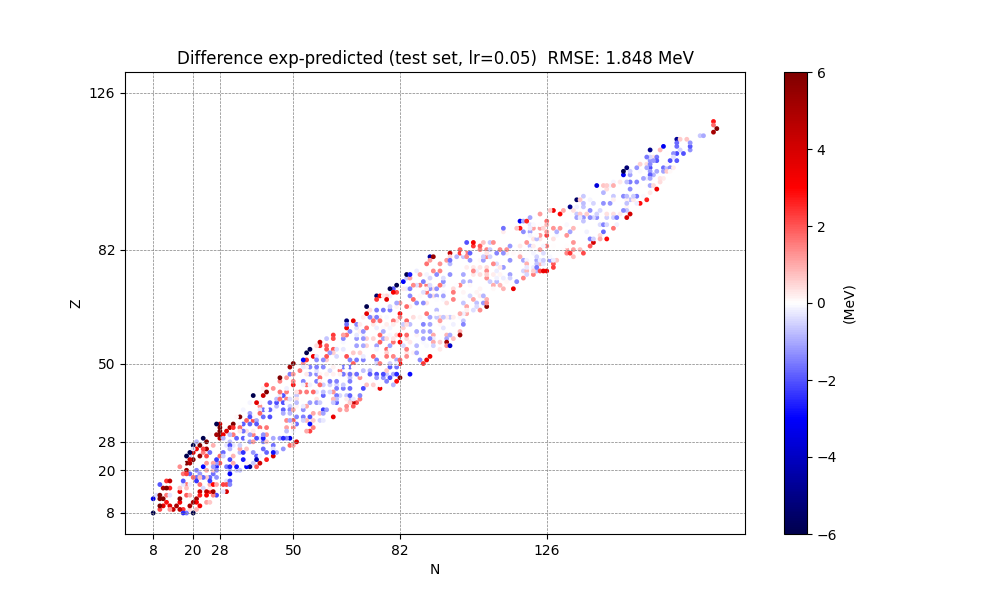 Difference exp-predicted (test set, lr=0.05)  RMSE: 1.848 MeV
126
82
50
28
20
8
Z
8 20 28 50 82 126
N
6
4
2
0
−2
−4
−6
(MeV)